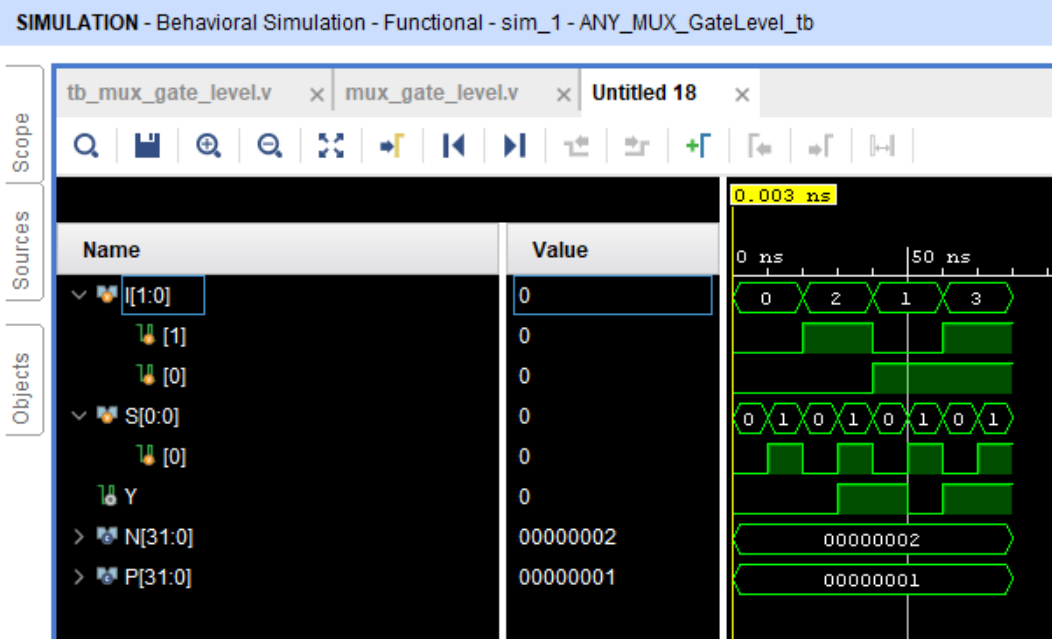 SIMULATION - Behavioral Simulation - Functional - sim_1 - ANY_MUX_GateLevel_tb
Scope
Sources
Objects
tb_mux_gate_level.v × mux_gate_level.v × Untitled 18 ×
0.003 ns
Name Value 0 ns 50 ns
I[1:0] 0 0 2 1 3
[1] 0
[0] 0
S[0:0] 0 0 1 0 1 0 1 0 1
[0] 0
Y 0
N[31:0] 00000002 00000002
P[31:0] 00000001 00000001